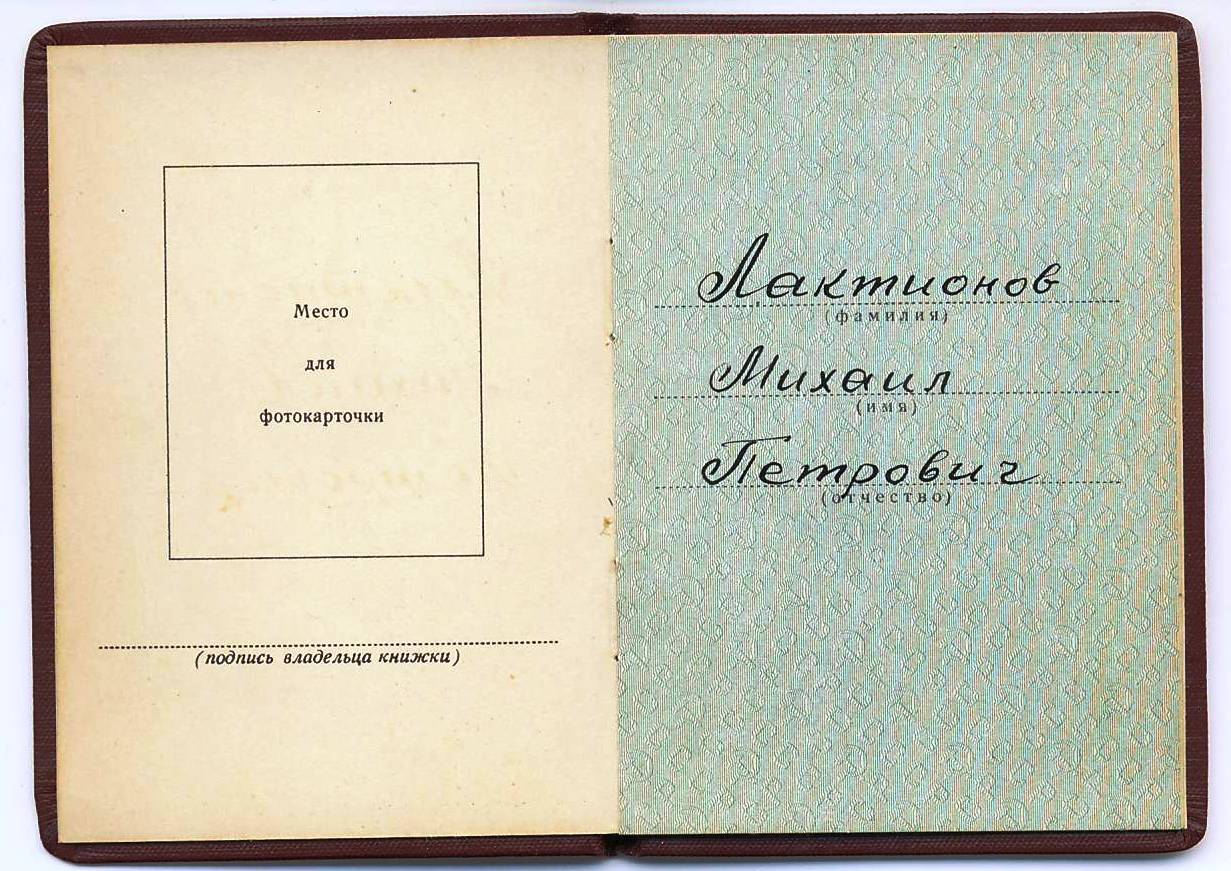 Место
для
фотокарточки
(подпись владельца книжки)
Лактионов
(фамилия)
Михаил
(имя)
Петрович
(отчество)